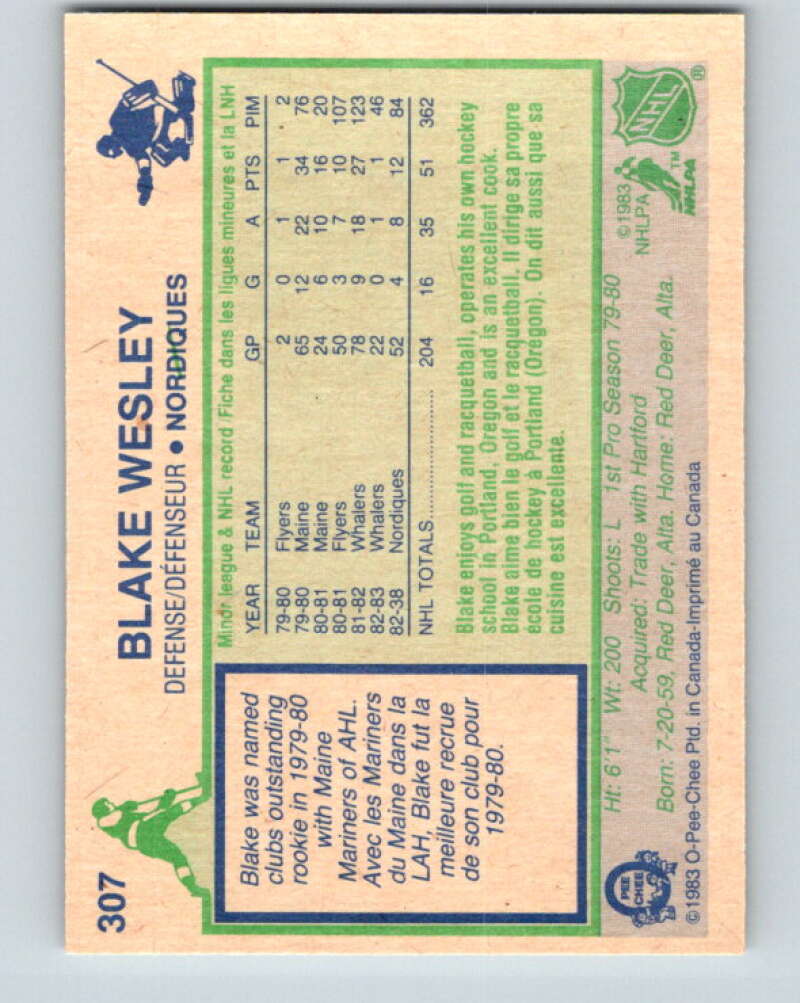 307
BLAKE WESLEY
DEFENSE/DÉFENSEUR • NORDIQUES
Blake was named
clubs outstanding
rookie in 1979-80
with Maine
Mariners of AHL.
Avec les Mariners
du Maine dans la
LAH, Blake fut la
meilleure recrue
de son club pour
1979-80.
Minor league & NHL record / Fiche dans les ligues mineures et la LNH
YEAR TEAM GP G A PTS PIM
79-80 Flyers 2 0 1 1 2
79-80 Maine 65 12 22 34 76
80-81 Maine 24 6 10 16 20
80-81 Flyers 50 3 7 10 107
81-82 Whalers 78 9 18 27 123
82-83 Whalers 22 0 1 1 46
82-38 Nordiques 52 4 8 12 84
NHL TOTALS.................... 204 16 35 51 362
Blake enjoys golf and racquetball, operates his own hockey
school in Portland, Oregon and is an excellent cook.
Blake aime bien le golf et le racquetball. Il dirige sa propre
école de hockey à Portland (Oregon). On dit aussi que sa
cuisine est excellente.
Ht: 6'1" Wt: 200 Shoots: L 1st Pro Season 79-80
Acquired: Trade with Hartford
Born: 7-20-59, Red Deer, Alta. Home: Red Deer, Alta.
©1983 O-Pee-Chee Ptd. in Canada-Imprimé au Canada
O
PEE
CHEE
©1983
NHLPA
NHL
®
TM
NHLPA